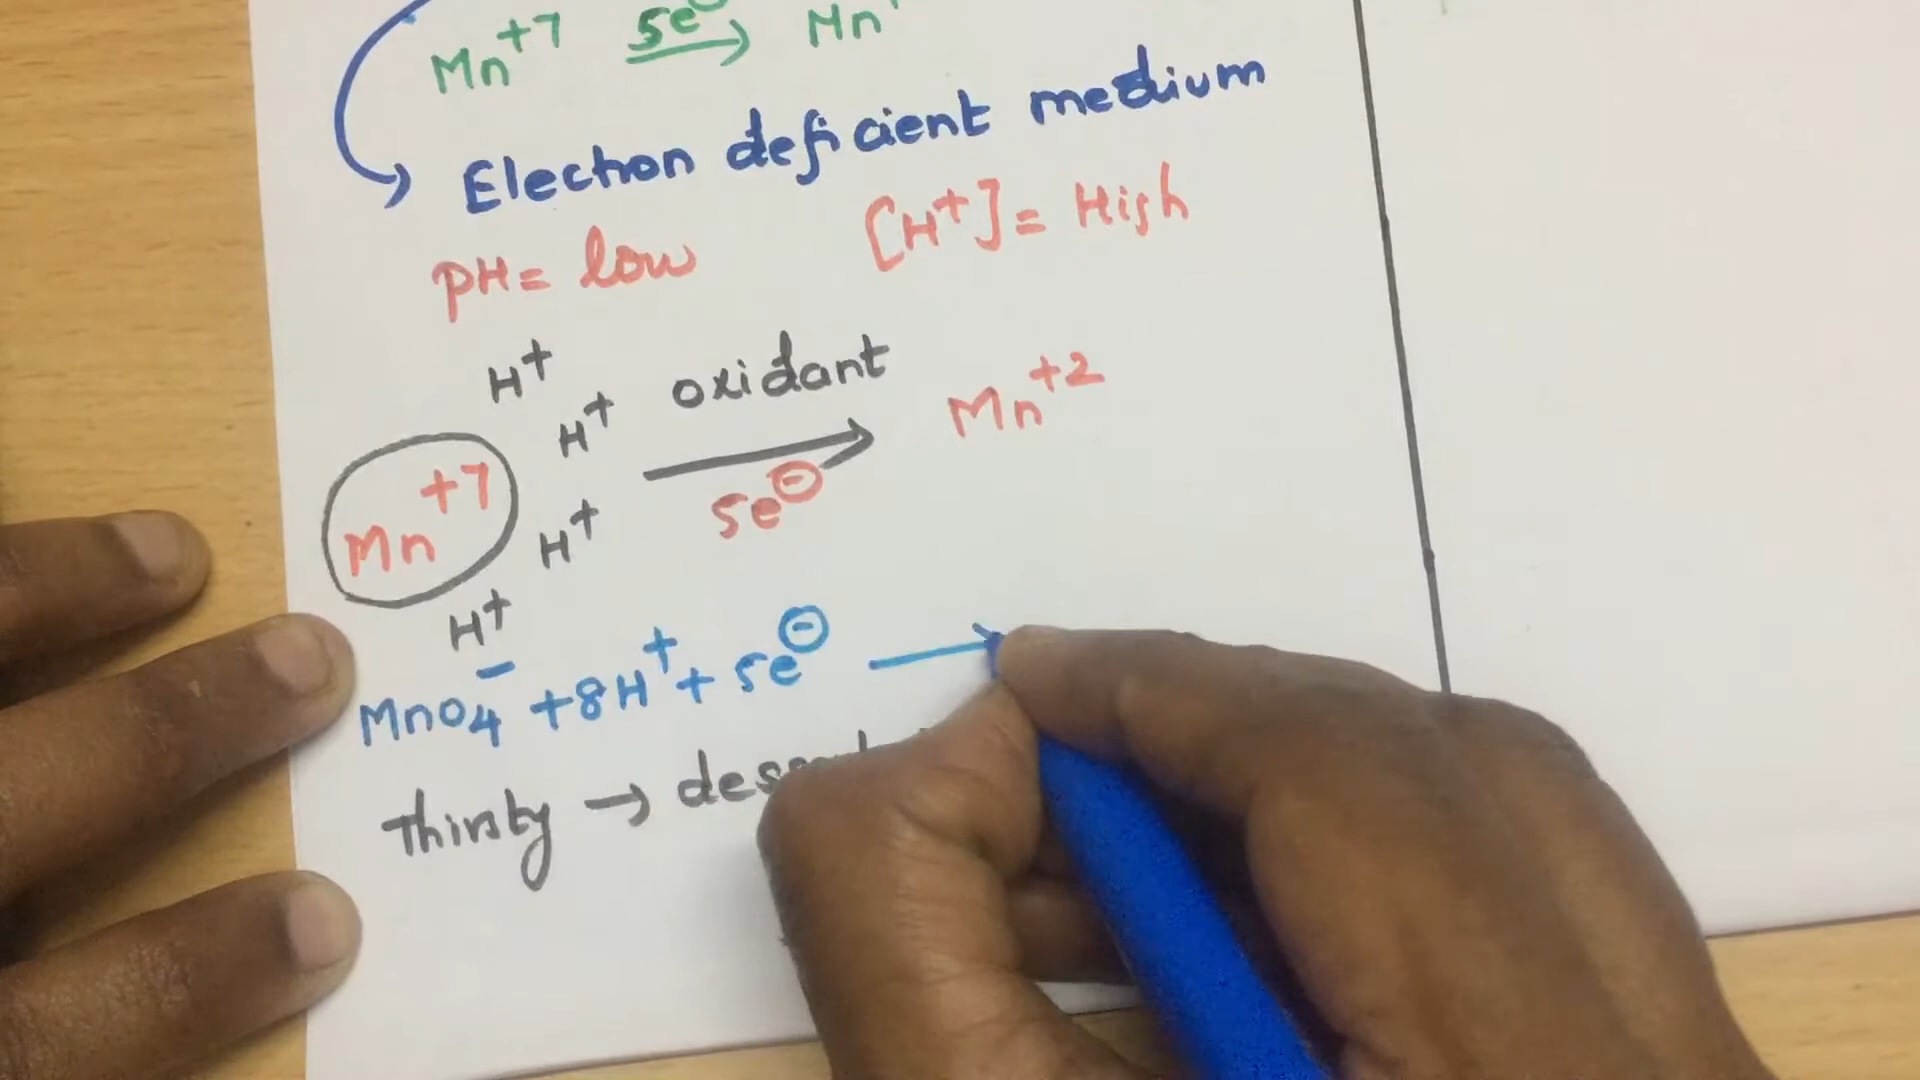 Mn+7 5e⊖ → Mn+
Electron deficient medium
pH= low [H+]= High
H+
H+ oxidant → Mn+2
Mn+7 5e⊖
H+
H+
MnO4- +8H+ + 5e⊖ →
Thirsty →